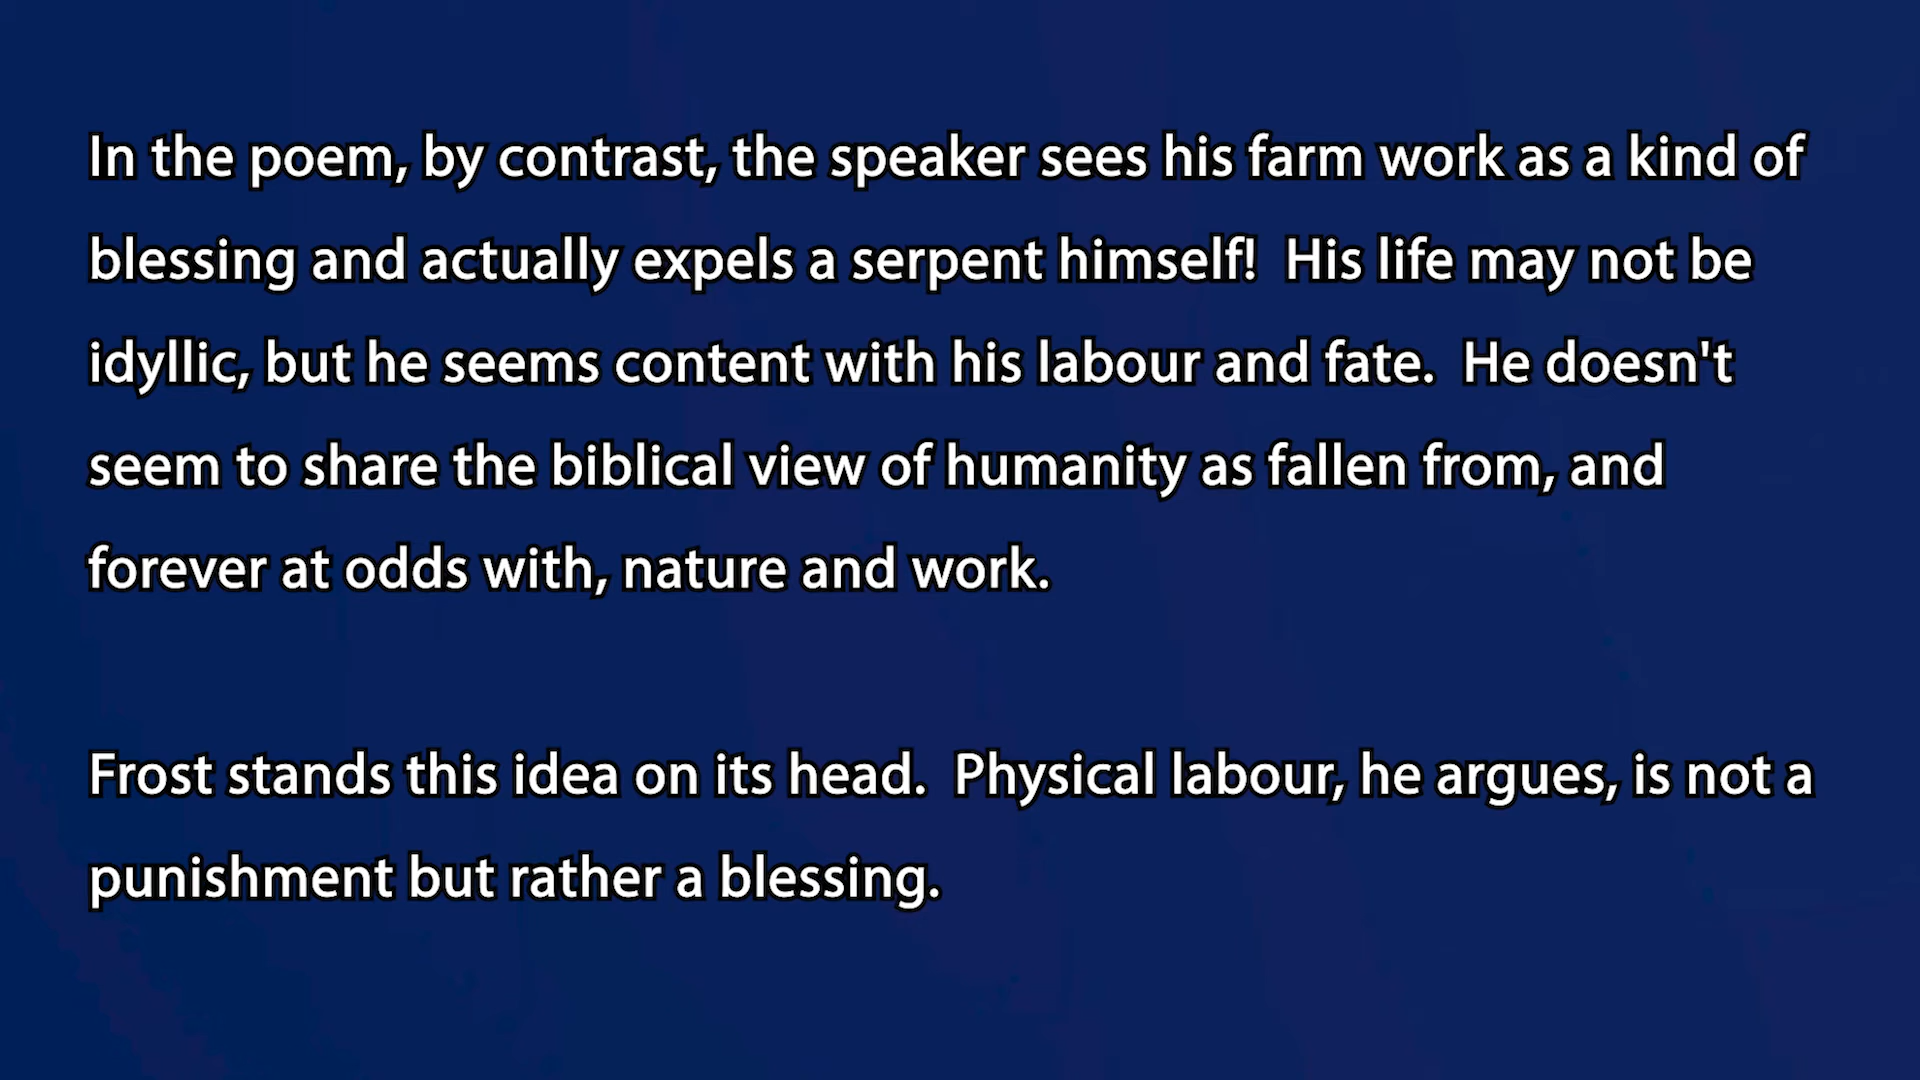 In the poem, by contrast, the speaker sees his farm work as a kind of
blessing and actually expels a serpent himself!  His life may not be
idyllic, but he seems content with his labour and fate.  He doesn't
seem to share the biblical view of humanity as fallen from, and
forever at odds with, nature and work.
Frost stands this idea on its head.  Physical labour, he argues, is not a
punishment but rather a blessing.